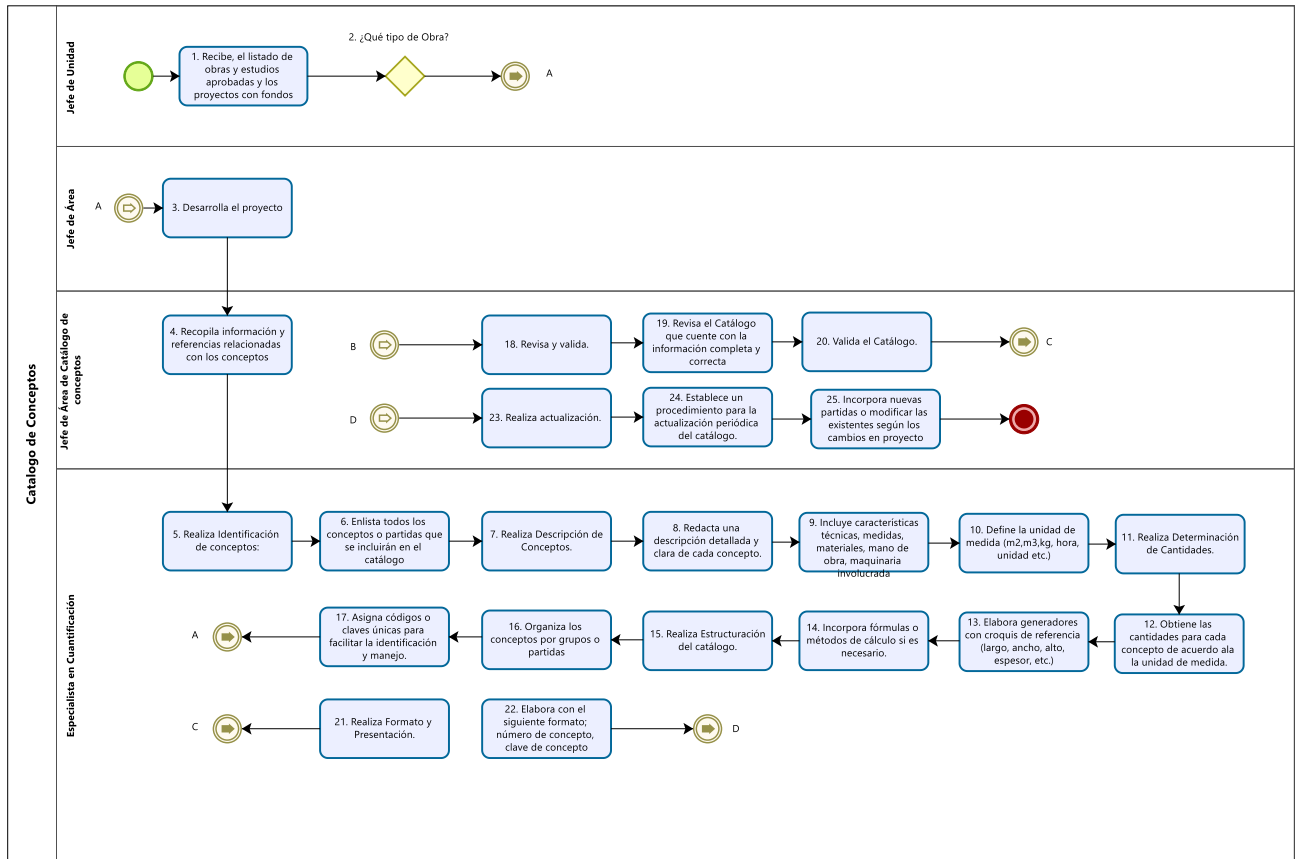 Catalogo de Conceptos
Jefe de Unidad
1. Recibe, el listado de
obras y estudios
aprobadas y los
proyectos con fondos
2. ¿Qué tipo de Obra?
A
Jefe de Área
A
3. Desarrolla el proyecto
Jefe de Área de Catálogo de
conceptos
4. Recopila información y
referencias relacionadas
con los conceptos
B
18. Revisa y valida.
19. Revisa el Catálogo
que cuente con la
información completa y
correcta
20. Valida el Catálogo.
C
D
23. Realiza actualización.
24. Establece un
procedimiento para la
actualización periódica
del catálogo.
25. Incorpora nuevas
partidas o modificar las
existentes según los
cambios en proyecto
Especialista en Cuantificación
5. Realiza Identificación
de conceptos:
6. Enlista todos los
conceptos o partidas que
se incluirán en el
catálogo
7. Realiza Descripción de
Conceptos.
8. Redacta una
descripción detallada y
clara de cada concepto.
9. Incluye características
técnicas, medidas,
materiales, mano de
obra, maquinaria
involucrada
10. Define la unidad de
medida (m2,m3,kg, hora,
unidad etc.)
11. Realiza Determinación
de Cantidades.
A
17. Asigna códigos o
claves únicas para
facilitar la identificación
y manejo.
16. Organiza los
conceptos por grupos o
partidas
15. Realiza Estructuración
del catálogo.
14. Incorpora fórmulas o
métodos de cálculo si es
necesario.
13. Elabora generadores
con croquis de referencia
(largo, ancho, alto,
espesor, etc.)
12. Obtiene las
cantidades para cada
concepto de acuerdo ala
la unidad de medida.
C
21. Realiza Formato y
Presentación.
22. Elabora con el
siguiente formato;
número de concepto,
clave de concepto
D